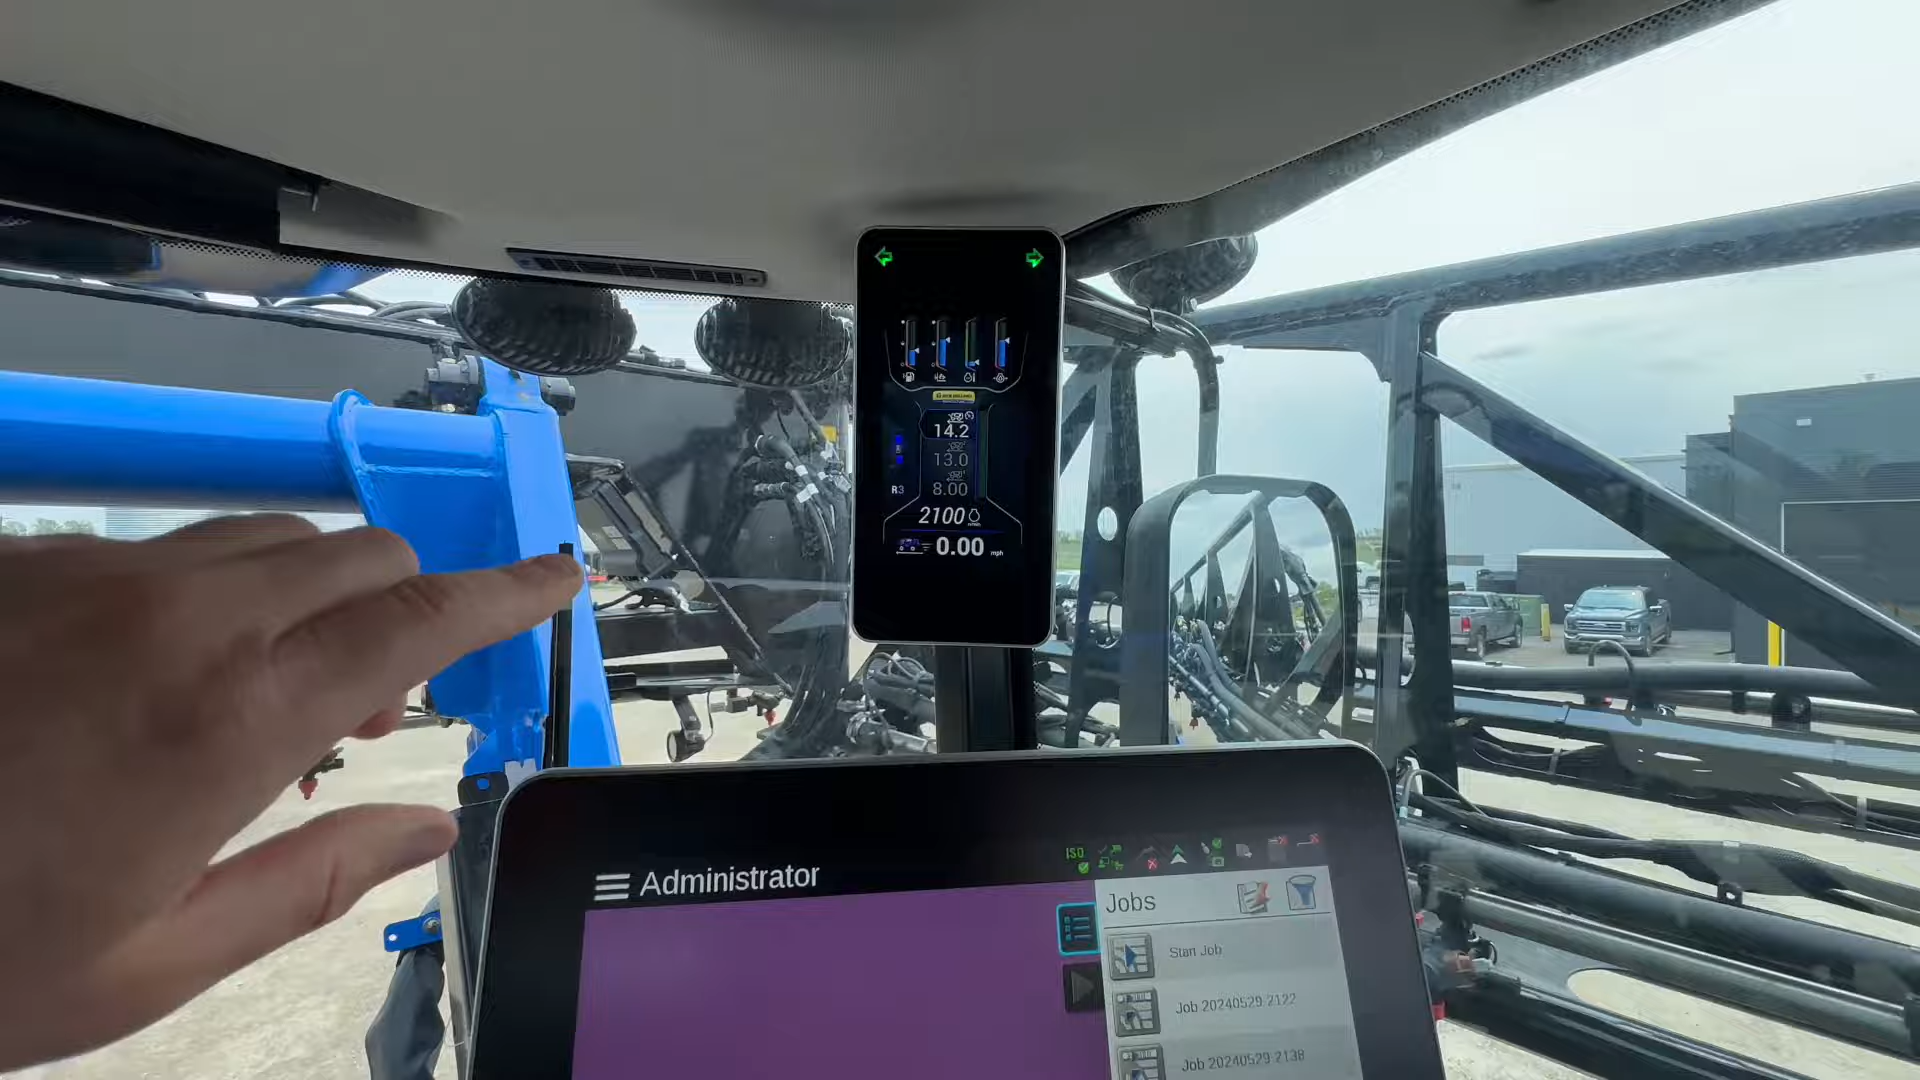 14.2
13.0
R3
8.00
2100
0.00 mph
Administrator
ISO
Jobs
Start Job
Job 20240529 2122
Job 20240529 2138